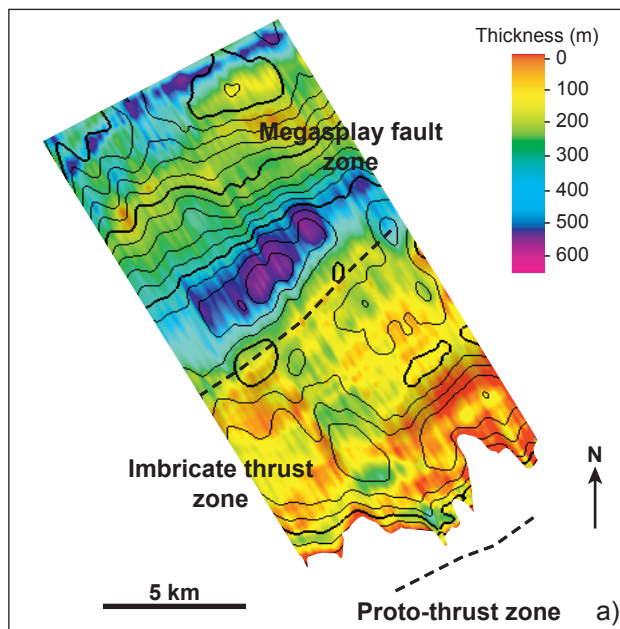 Thickness (m)
0
100
200
300
400
500
600
Megasplay fault
zone
Imbricate thrust
zone
N
5 km
Proto-thrust zone
a)